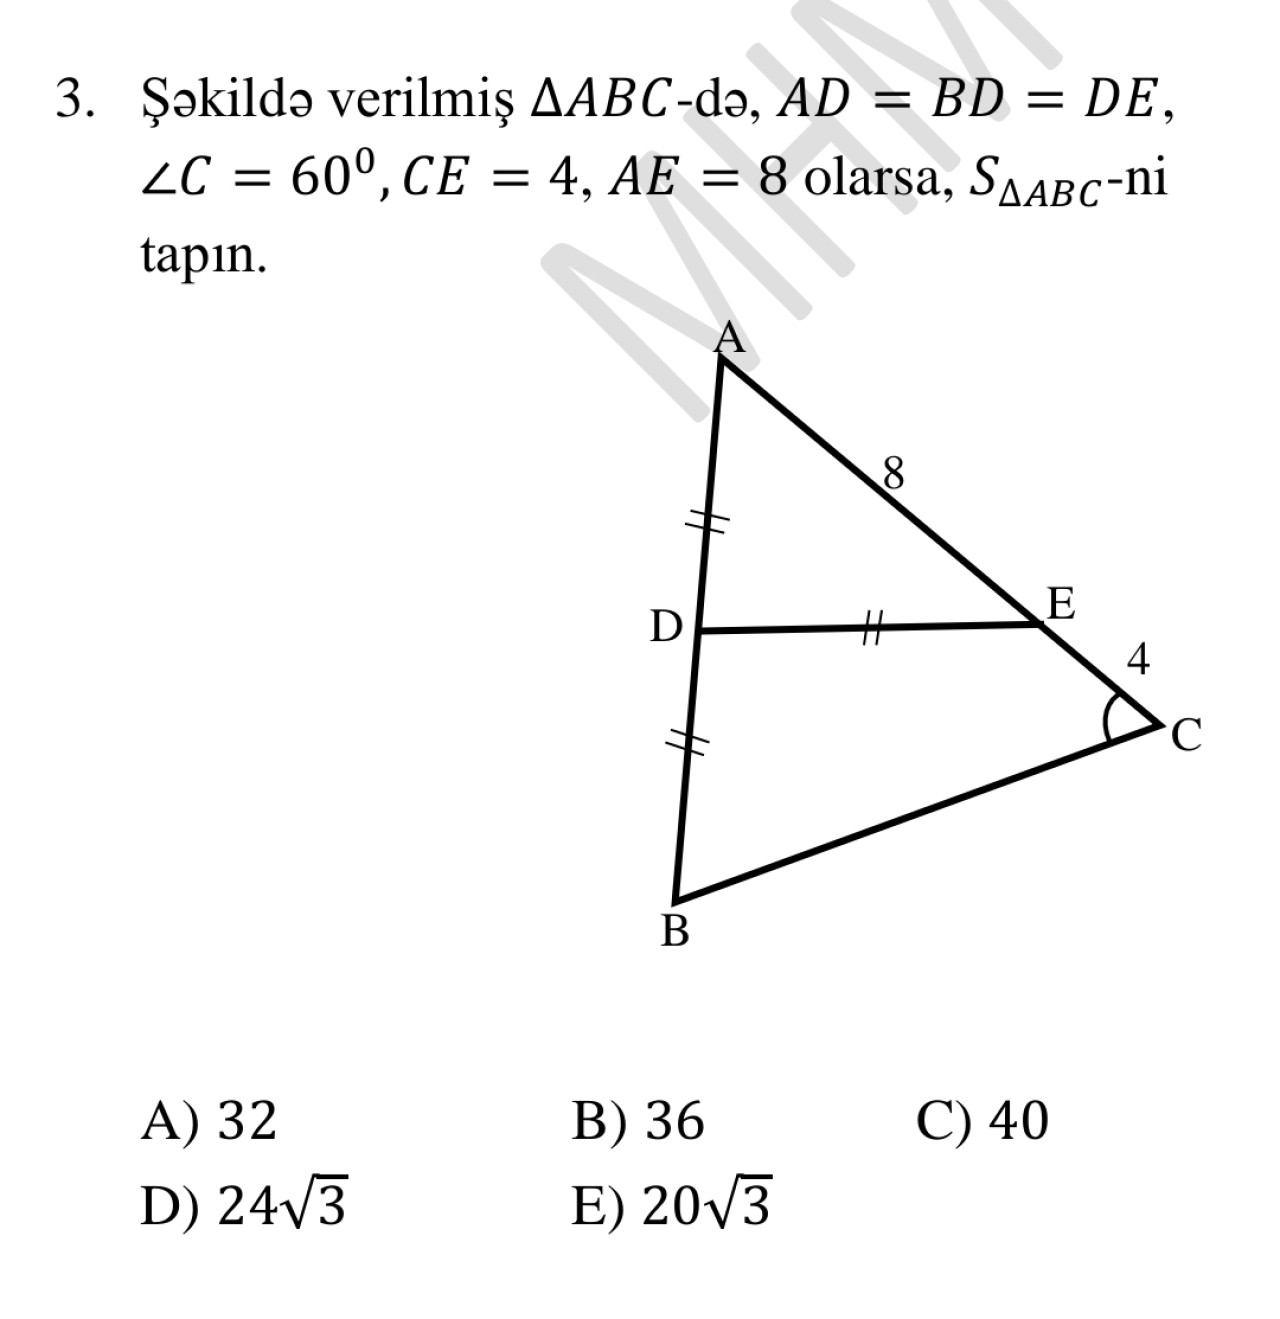 3. Şəkildə verilmiş ΔABC-də, AD = BD = DE,
∠C = 60⁰, CE = 4, AE = 8 olarsa, S_ΔABC-ni
tapın.
MHM
A
8
E
D
4
C
B
A) 32 B) 36 C) 40
D) 24√3 E) 20√3